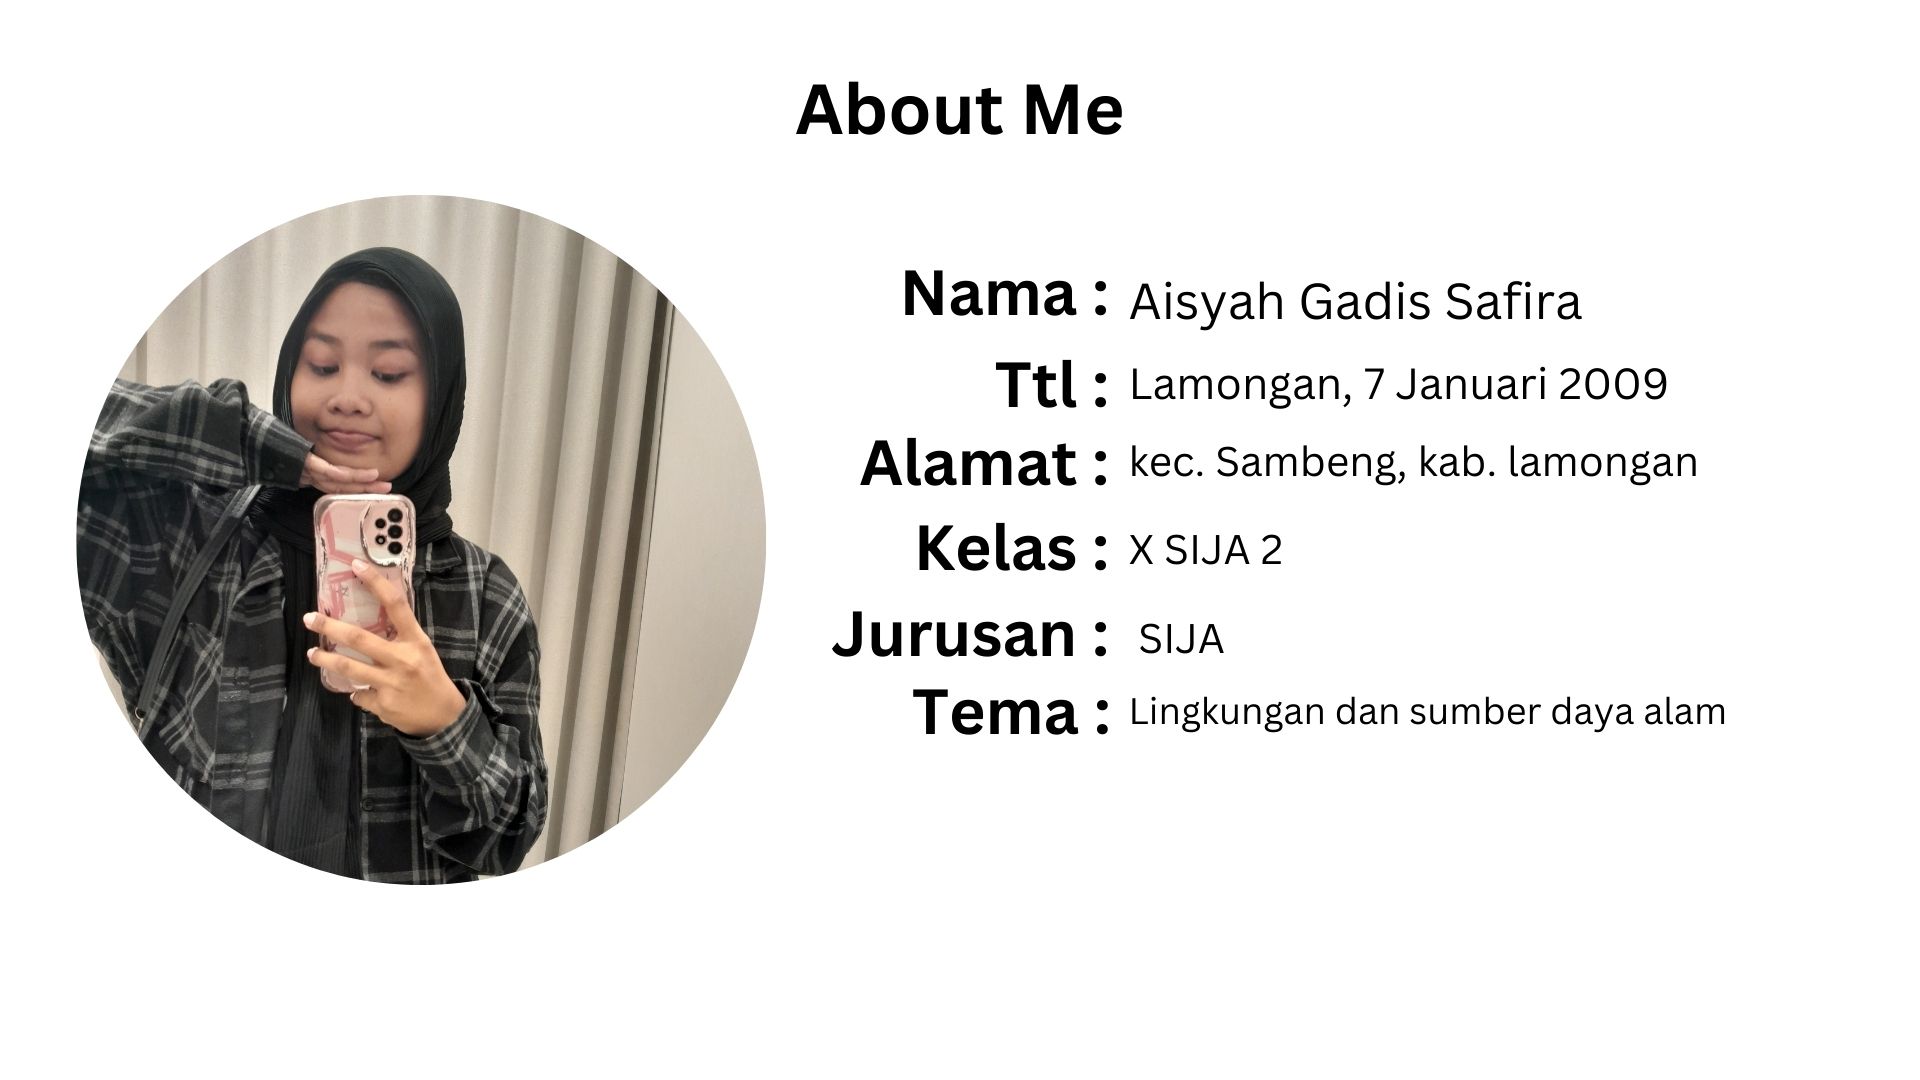 About Me
Nama : Aisyah Gadis Safira
Ttl : Lamongan, 7 Januari 2009
Alamat : kec. Sambeng, kab. lamongan
Kelas : X SIJA 2
Jurusan : SIJA
Tema : Lingkungan dan sumber daya alam